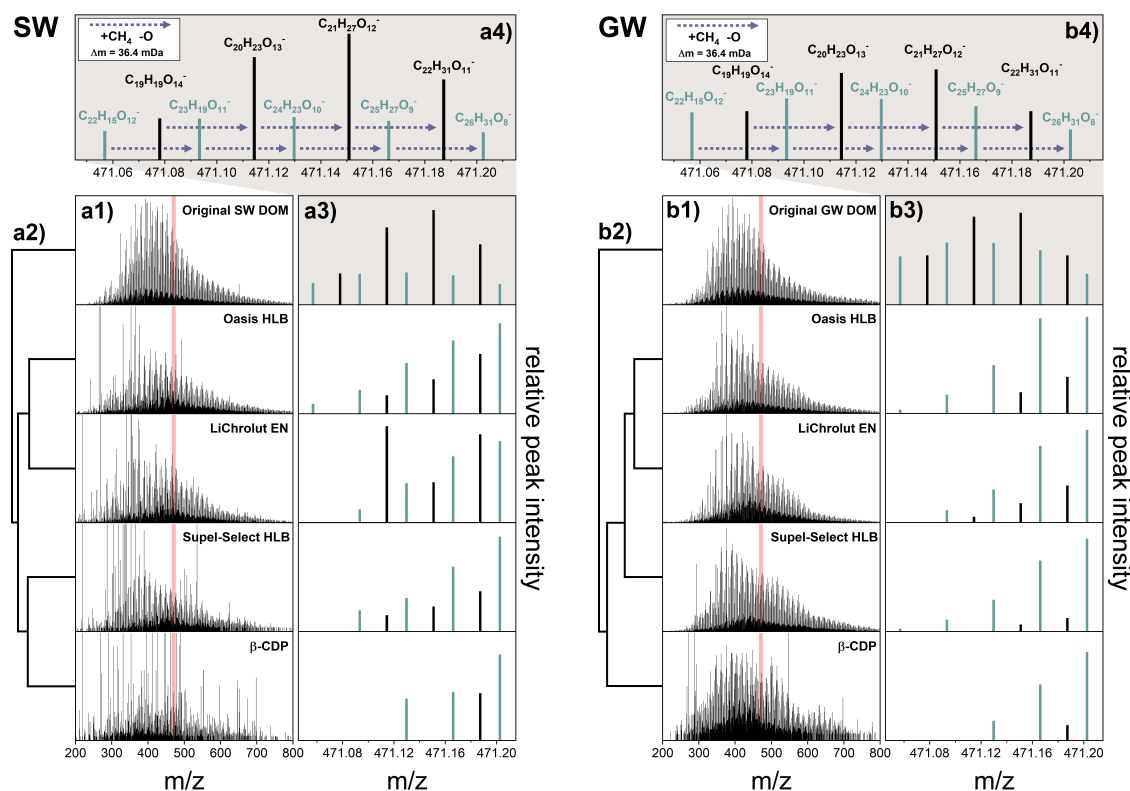 SW
+CH₄ -O
Δm = 36.4 mDa
a4)
C₁₉H₁₉O₁₄⁻
C₂₀H₂₃O₁₃⁻
C₂₁H₂₇O₁₂⁻
C₂₂H₃₁O₁₁⁻
C₂₂H₁₅O₁₂⁻
C₂₃H₁₉O₁₁⁻
C₂₄H₂₃O₁₀⁻
C₂₅H₂₇O₉⁻
C₂₆H₃₁O₈⁻
471.06 471.08 471.10 471.12 471.14 471.16 471.18 471.20
a1)
a2)
a3)
Original SW DOM
Oasis HLB
LiChrolut EN
Supel-Select HLB
β-CDP
200 300 400 500 600 700 800
m/z
471.08 471.12 471.16 471.20
m/z
relative peak intensity
GW
+CH₄ -O
Δm = 36.4 mDa
b4)
C₁₉H₁₉O₁₄⁻
C₂₀H₂₃O₁₃⁻
C₂₁H₂₇O₁₂⁻
C₂₂H₃₁O₁₁⁻
C₂₂H₁₅O₁₂⁻
C₂₃H₁₉O₁₁⁻
C₂₄H₂₃O₁₀⁻
C₂₅H₂₇O₉⁻
C₂₆H₃₁O₈⁻
471.06 471.08 471.10 471.12 471.14 471.16 471.18 471.20
b1)
b2)
b3)
Original GW DOM
Oasis HLB
LiChrolut EN
Supel-Select HLB
β-CDP
200 300 400 500 600 700 800
m/z
471.08 471.12 471.16 471.20
m/z
relative peak intensity